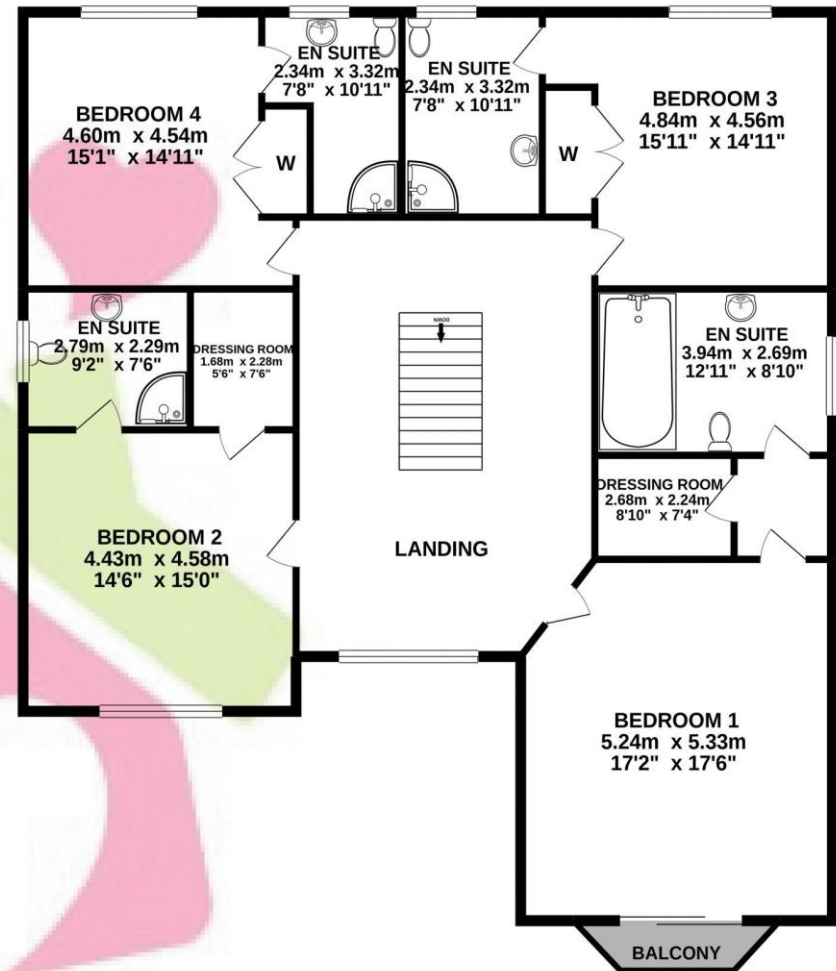 BEDROOM 4
4.60m x 4.54m
15'1" x 14'11"
EN SUITE
2.34m x 3.32m
7'8" x 10'11"
EN SUITE
2.34m x 3.32m
7'8" x 10'11"
BEDROOM 3
4.84m x 4.56m
15'11" x 14'11"
W
W
EN SUITE
2.79m x 2.29m
9'2" x 7'6"
DRESSING ROOM
1.68m x 2.28m
5'6" x 7'6"
DOWN
EN SUITE
3.94m x 2.69m
12'11" x 8'10"
DRESSING ROOM
2.68m x 2.24m
8'10" x 7'4"
BEDROOM 2
4.43m x 4.58m
14'6" x 15'0"
LANDING
BEDROOM 1
5.24m x 5.33m
17'2" x 17'6"
BALCONY